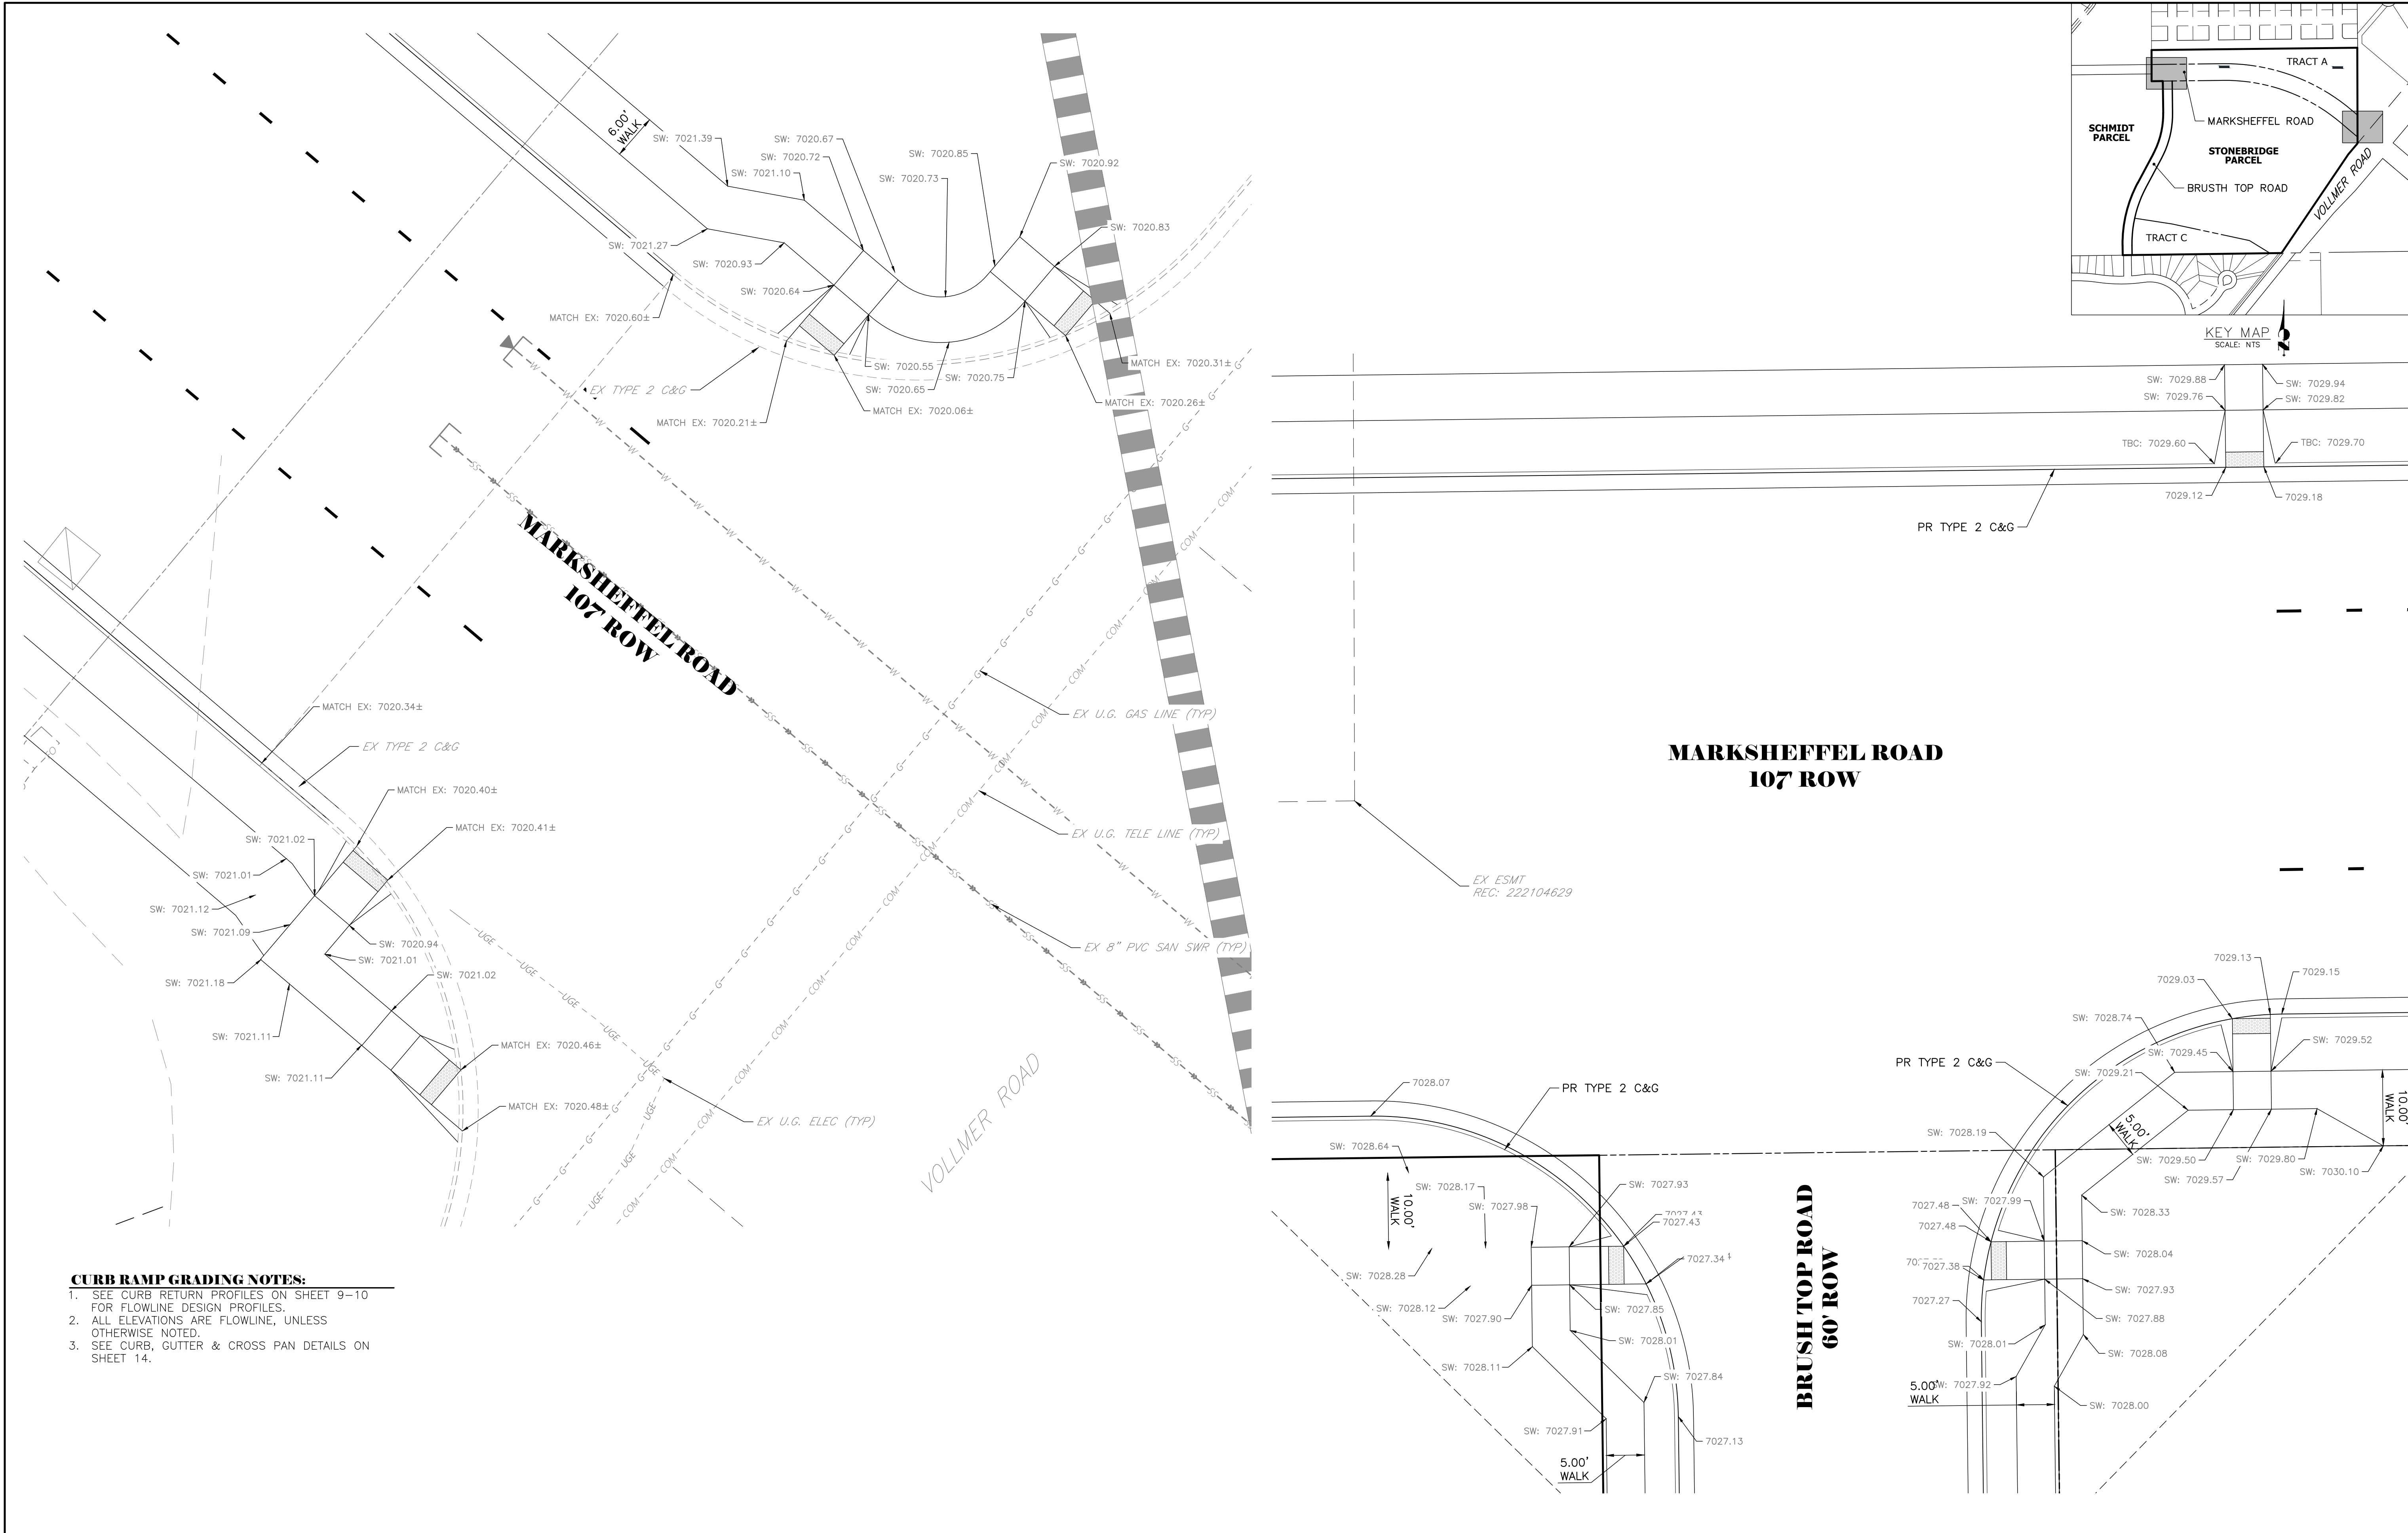 6.00'
WALK
SW: 7021.39
SW: 7020.67
SW: 7020.72
SW: 7021.10
SW: 7020.85
SW: 7020.73
SW: 7020.92
SW: 7020.83
SW: 7021.27
SW: 7020.93
SW: 7020.64
MATCH EX: 7020.60±
SW: 7020.55
SW: 7020.75
SW: 7020.65
MATCH EX: 7020.31±
MATCH EX: 7020.26±
EX TYPE 2 C&G
MATCH EX: 7020.06±
MATCH EX: 7020.21±
MARKSHEFFEL ROAD
107' ROW
MATCH EX: 7020.34±
EX TYPE 2 C&G
MATCH EX: 7020.40±
MATCH EX: 7020.41±
SW: 7021.02
SW: 7021.01
SW: 7021.12
SW: 7021.09
SW: 7020.94
SW: 7021.01
SW: 7021.02
SW: 7021.18
SW: 7021.11
SW: 7021.11
MATCH EX: 7020.46±
MATCH EX: 7020.48±
EX U.G. GAS LINE (TYP)
EX U.G. TELE LINE (TYP)
EX 8" PVC SAN SWR (TYP)
EX U.G. ELEC (TYP)
VOLLMER ROAD
CURB RAMP GRADING NOTES:
1. SEE CURB RETURN PROFILES ON SHEET 9-10
FOR FLOWLINE DESIGN PROFILES.
2. ALL ELEVATIONS ARE FLOWLINE, UNLESS
OTHERWISE NOTED.
3. SEE CURB, GUTTER & CROSS PAN DETAILS ON
SHEET 14.
TRACT A
MARKSHEFFEL ROAD
SCHMIDT
PARCEL
STONEBRIDGE
PARCEL
BRUSTH TOP ROAD
VOLLMER ROAD
TRACT C
KEY MAP
SCALE: NTS
SW: 7029.88
SW: 7029.94
SW: 7029.76
SW: 7029.82
TBC: 7029.60
TBC: 7029.70
7029.12
7029.18
PR TYPE 2 C&G
MARKSHEFFEL ROAD
107' ROW
EX ESMT
REC: 222104629
7029.13
7029.15
7029.03
SW: 7028.74
SW: 7029.45
SW: 7029.52
PR TYPE 2 C&G
SW: 7029.21
10.00'
WALK
5.00'
WALK
SW: 7028.19
SW: 7029.50
SW: 7029.80
SW: 7030.10
SW: 7029.57
7028.07
PR TYPE 2 C&G
SW: 7028.64
10.00'
WALK
SW: 7028.17
SW: 7027.98
SW: 7027.93
7027.43
7027.43
7027.34
SW: 7028.28
SW: 7028.12
SW: 7027.90
SW: 7027.85
SW: 7028.01
SW: 7028.11
SW: 7027.84
SW: 7027.91
7027.13
5.00'
WALK
BRUSH TOP ROAD
60' ROW
7027.48
SW: 7027.99
7027.48
SW: 7028.33
7027.38
SW: 7028.04
SW: 7027.93
7027.27
SW: 7027.88
SW: 7028.01
SW: 7028.08
SW: 7027.92
5.00'
WALK
SW: 7028.00